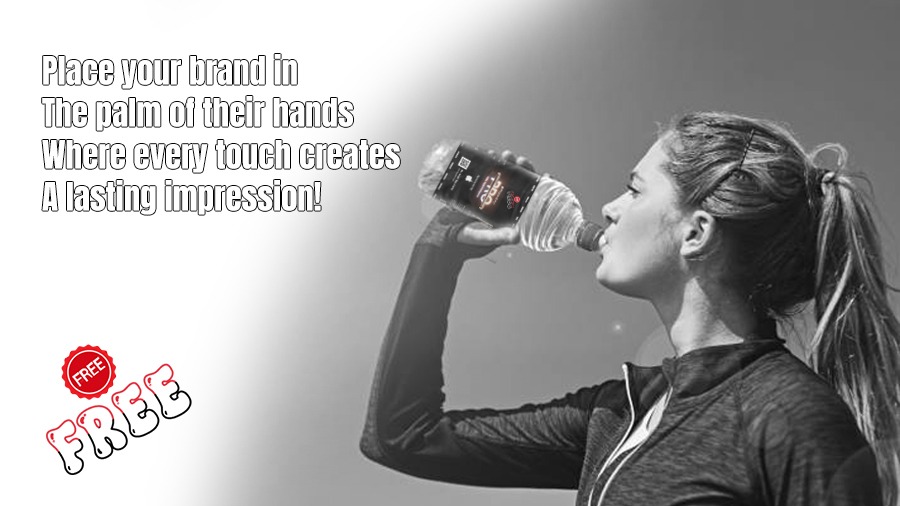 Place your brand in
The palm of their hands
Where every touch creates
A lasting impression!
FREE
FREE